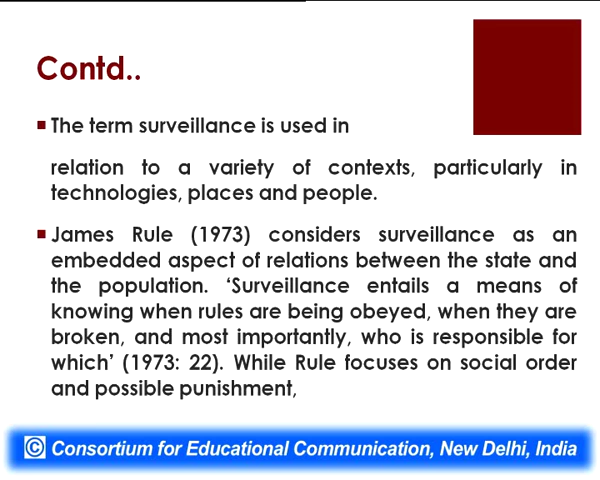 Contd..
The term surveillance is used in
relation to a variety of contexts, particularly in
technologies, places and people.
James Rule (1973) considers surveillance as an
embedded aspect of relations between the state and
the population. ‘Surveillance entails a means of
knowing when rules are being obeyed, when they are
broken, and most importantly, who is responsible for
which’ (1973: 22). While Rule focuses on social order
and possible punishment,
© Consortium for Educational Communication, New Delhi, India